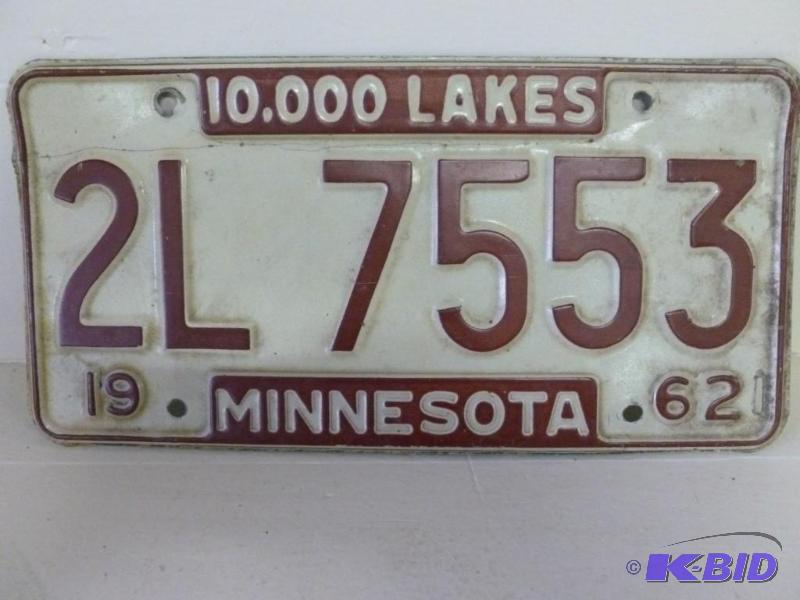 10.000 LAKES
2L 7553
19 62
MINNESOTA
© K-BID